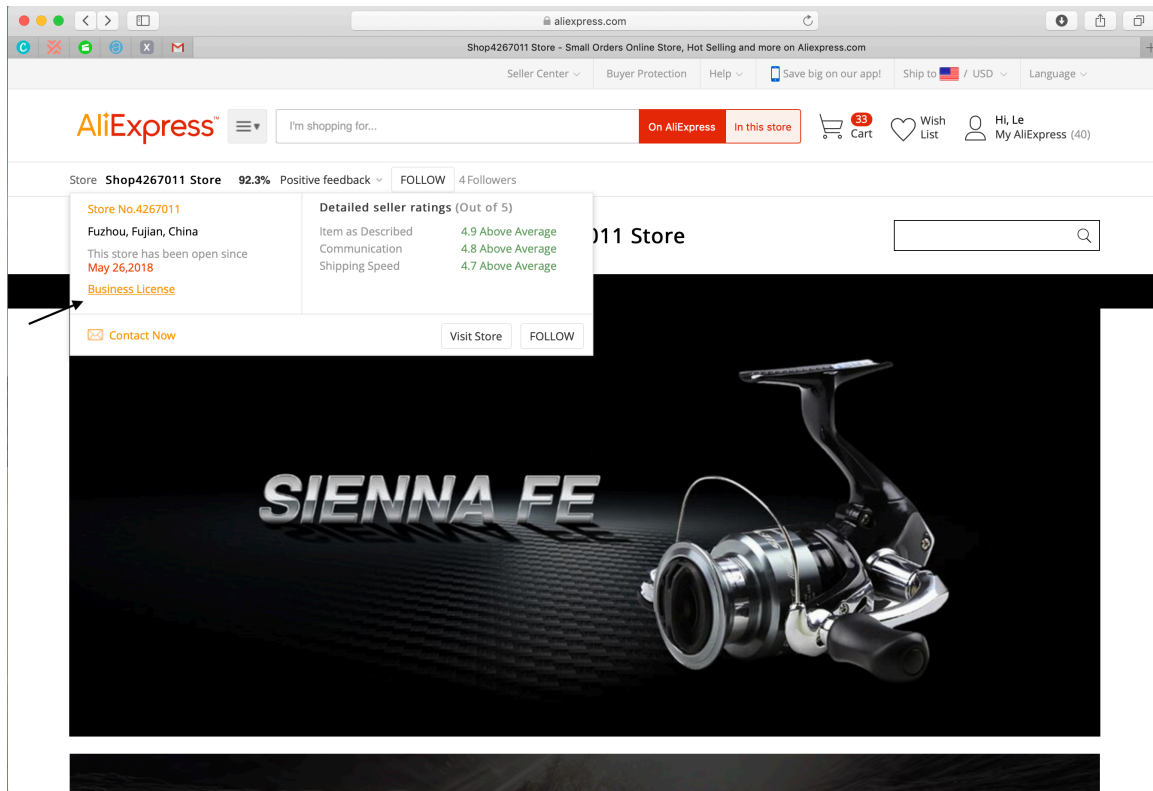 aliexpress.com
Shop4267011 Store - Small Orders Online Store, Hot Selling and more on Aliexpress.com
Seller Center
Buyer Protection
Help
Save big on our app!
Ship to / USD
Language
AliExpress™
I'm shopping for...
On AliExpress
In this store
33
Cart
Wish
List
Hi, Le
My AliExpress (40)
Store Shop4267011 Store 92.3% Positive feedback FOLLOW 4 Followers
Store No.4267011
Fuzhou, Fujian, China
This store has been open since
May 26,2018
Business License
Detailed seller ratings (Out of 5)
Item as Described 4.9 Above Average
Communication 4.8 Above Average
Shipping Speed 4.7 Above Average
Contact Now
Visit Store
FOLLOW
011 Store
SIENNA FE